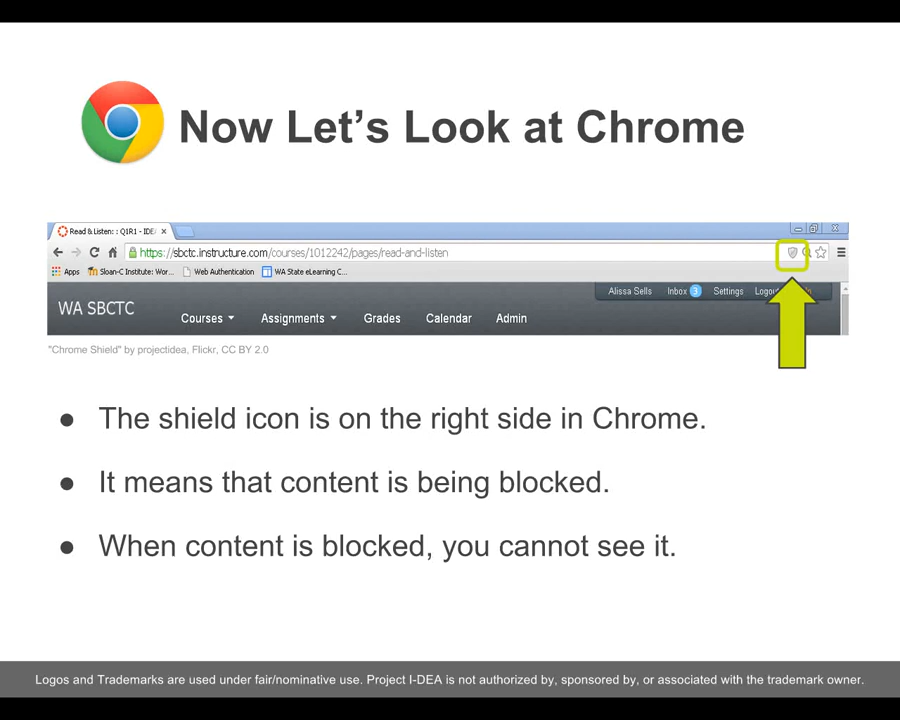 Now Let's Look at Chrome
Read & Listen: : Q1R1 - IDEA
https://sbctc.instructure.com/courses/1012242/pages/read-and-listen
Apps Sloan-C Institute: Wor... Web Authentication WA State eLearning C...
Alissa Sells Inbox 3 Settings
WA SBCTC
Courses Assignments Grades Calendar Admin
"Chrome Shield" by projectidea, Flickr, CC BY 2.0
● The shield icon is on the right side in Chrome.
● It means that content is being blocked.
● When content is blocked, you cannot see it.
Logos and Trademarks are used under fair/nominative use. Project I-DEA is not authorized by, sponsored by, or associated with the trademark owner.